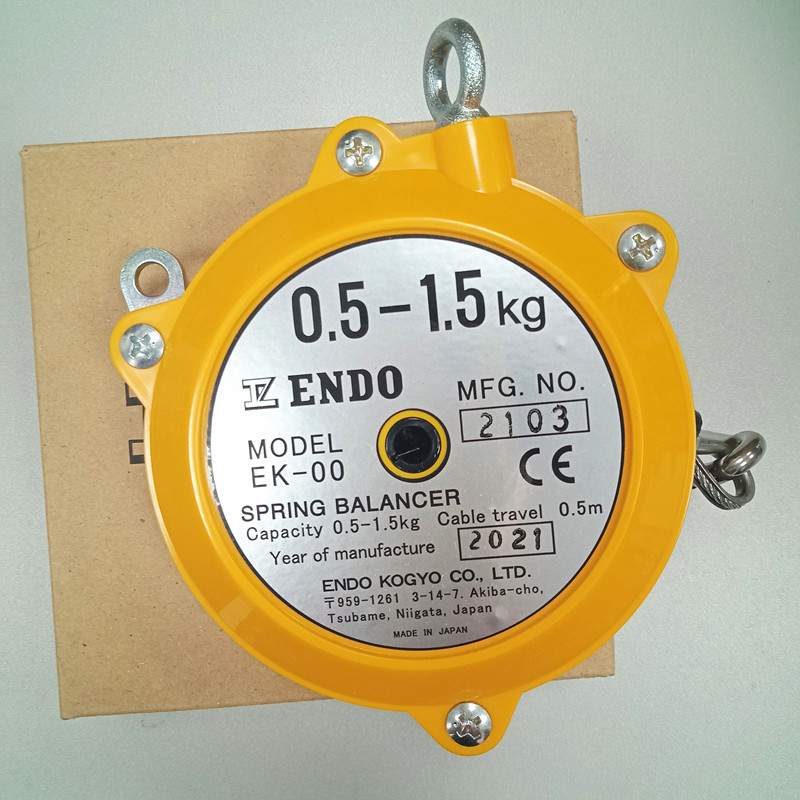 0.5-1.5 kg
ENDO
MFG. NO.
2103
MODEL
EK-00
CE
SPRING BALANCER
Capacity 0.5-1.5kg Cable travel 0.5m
Year of manufacture 2021
ENDO KOGYO CO., LTD.
〒959-1261 3-14-7. Akiba-cho,
Tsubame, Niigata, Japan
MADE IN JAPAN